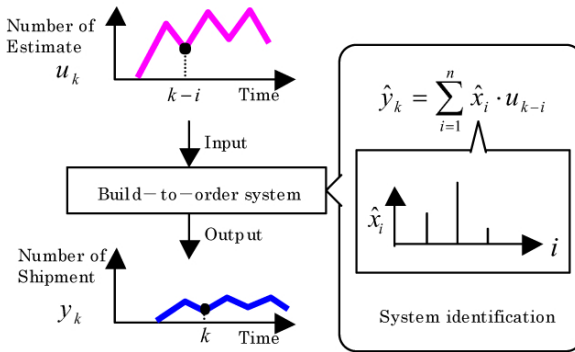 Number of
Estimate
u_k
k−i
Time
Input
Build−to−order system
Output
Number of
Shipment
y_k
k
Time
ŷ_k = ∑_{i=1}^{n} x̂_i · u_{k−i}
x̂_i
i
System identification